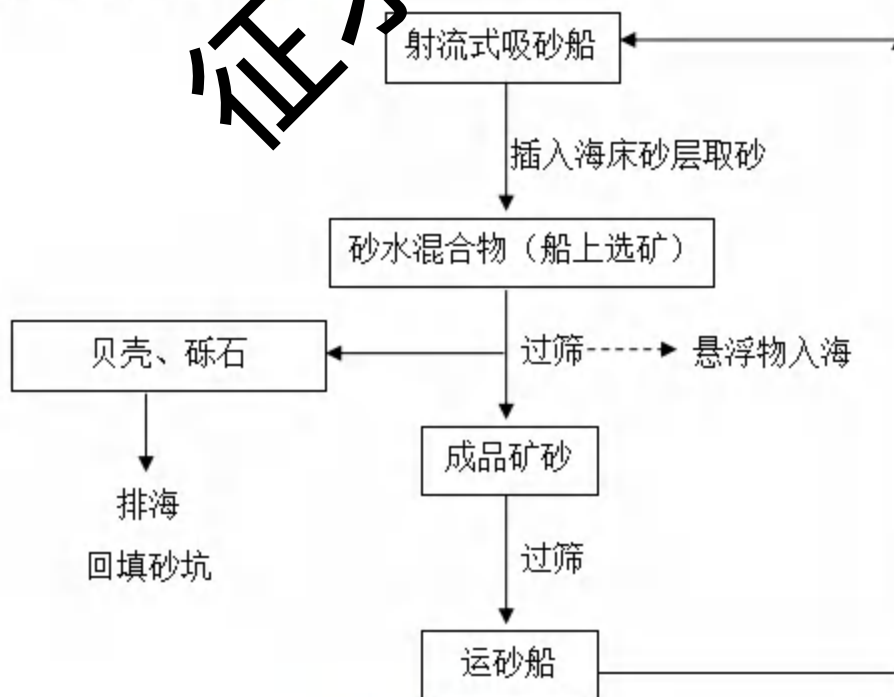 征求
射流式吸砂船
插入海床砂层取砂
砂水混合物（船上选矿）
贝壳、砾石
过筛
悬浮物入海
成品矿砂
排海
回填砂坑
过筛
运砂船